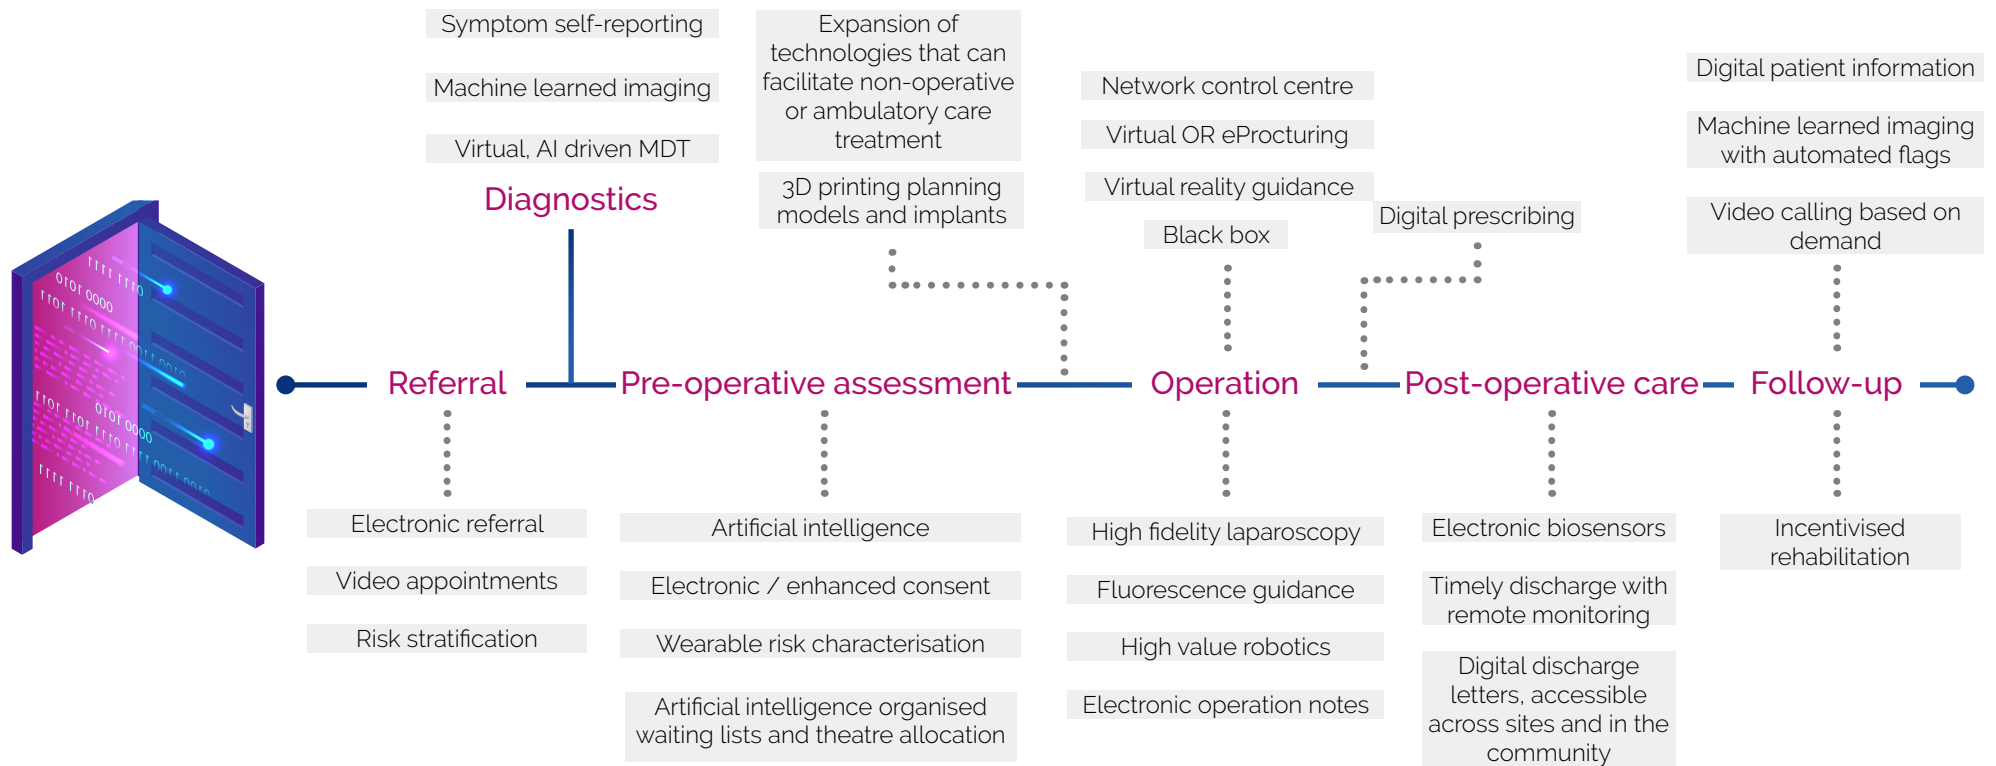 Symptom self-reporting
Machine learned imaging
Virtual, AI driven MDT
Diagnostics
Expansion of
technologies that can
facilitate non-operative
or ambulatory care
treatment
3D printing planning
models and implants
Network control centre
Virtual OR eProcturing
Virtual reality guidance
Black box
Digital prescribing
Digital patient information
Machine learned imaging
with automated flags
Video calling based on
demand
Referral
Pre-operative assessment
Operation
Post-operative care
Follow-up
Electronic referral
Video appointments
Risk stratification
Artificial intelligence
Electronic / enhanced consent
Wearable risk characterisation
Artificial intelligence organised
waiting lists and theatre allocation
High fidelity laparoscopy
Fluorescence guidance
High value robotics
Electronic operation notes
Electronic biosensors
Timely discharge with
remote monitoring
Digital discharge
letters, accessible
across sites and in the
community
Incentivised
rehabilitation